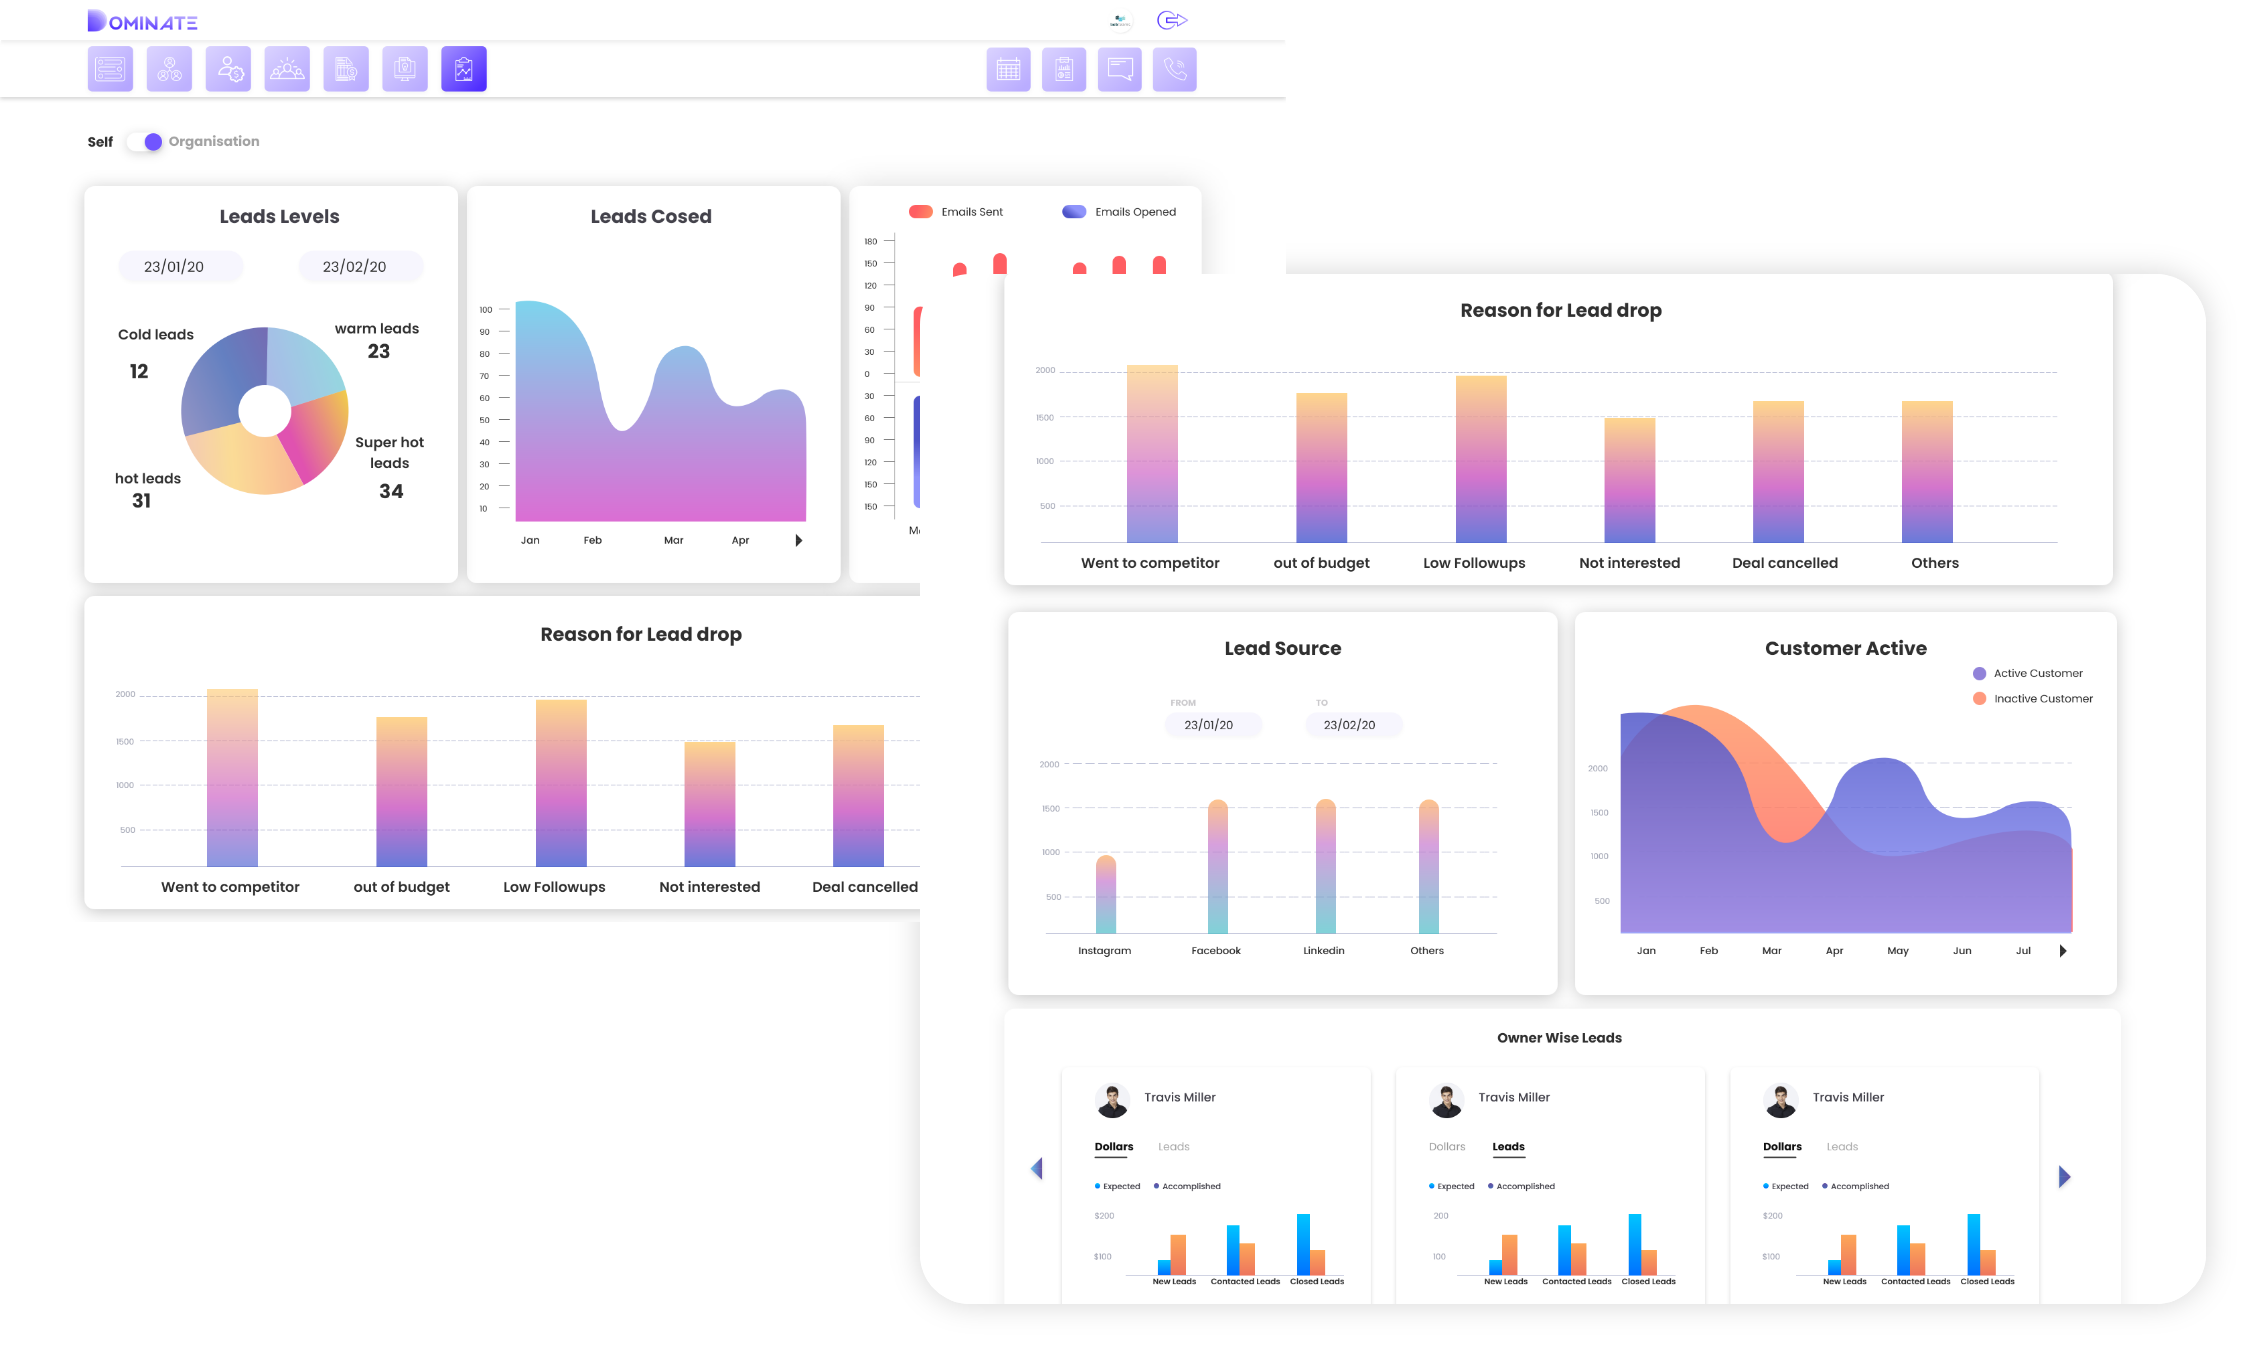 DOMINATE
Self Organisation
Leads Levels
23/01/20 23/02/20
Cold leads
12
warm leads
23
Super hot
leads
34
hot leads
31
Leads Cosed
100
90
80
70
60
50
40
30
20
10
Jan Feb Mar Apr
Emails Sent Emails Opened
180
150
120
90
60
30
0
30
60
90
120
150
150
Reason for Lead drop
2000
1500
1000
500
Went to competitor out of budget Low Followups Not interested Deal cancelled
Reason for Lead drop
2000
1500
1000
500
Went to competitor out of budget Low Followups Not interested Deal cancelled Others
Lead Source
FROM TO
23/01/20 23/02/20
2000
1500
1000
500
Instagram Facebook Linkedin Others
Customer Active
Active Customer
Inactive Customer
2000
1500
1000
500
Jan Feb Mar Apr May Jun Jul
Owner Wise Leads
Travis Miller
Dollars Leads
Expected Accomplished
$200
$100
New Leads Contacted Leads Closed Leads
Travis Miller
Dollars Leads
Expected Accomplished
200
100
New Leads Contacted Leads Closed Leads
Travis Miller
Dollars Leads
Expected Accomplished
$200
$100
New Leads Contacted Leads Closed Leads